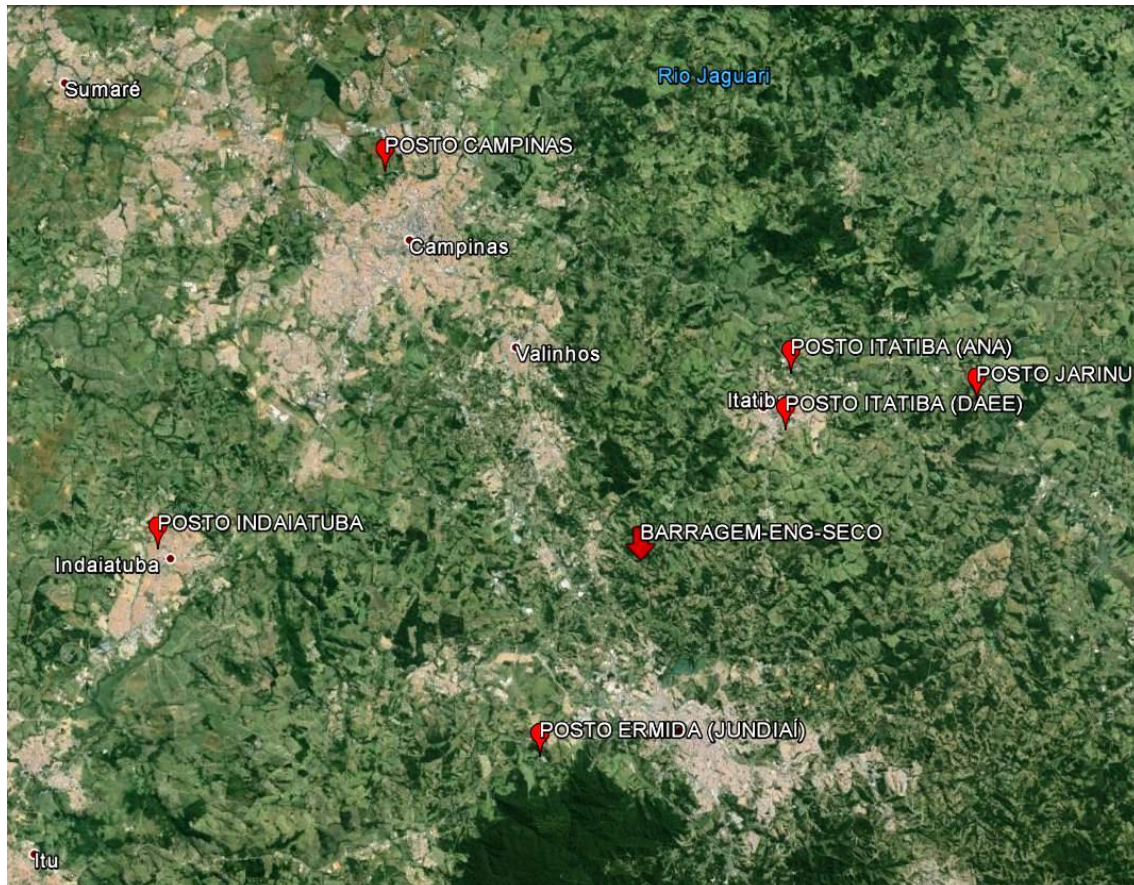 Sumaré
Rio Jaguari
POSTO CAMPINAS
Campinas
Valinhos
POSTO ITATIBA (ANA)
POSTO JARINU
Itatib
POSTO ITATIBA (DAEE)
POSTO INDAIATUBA
BARRAGEM-ENG-SECO
Indaiatuba
POSTO ERMIDA (JUNDIAÍ)
Itu